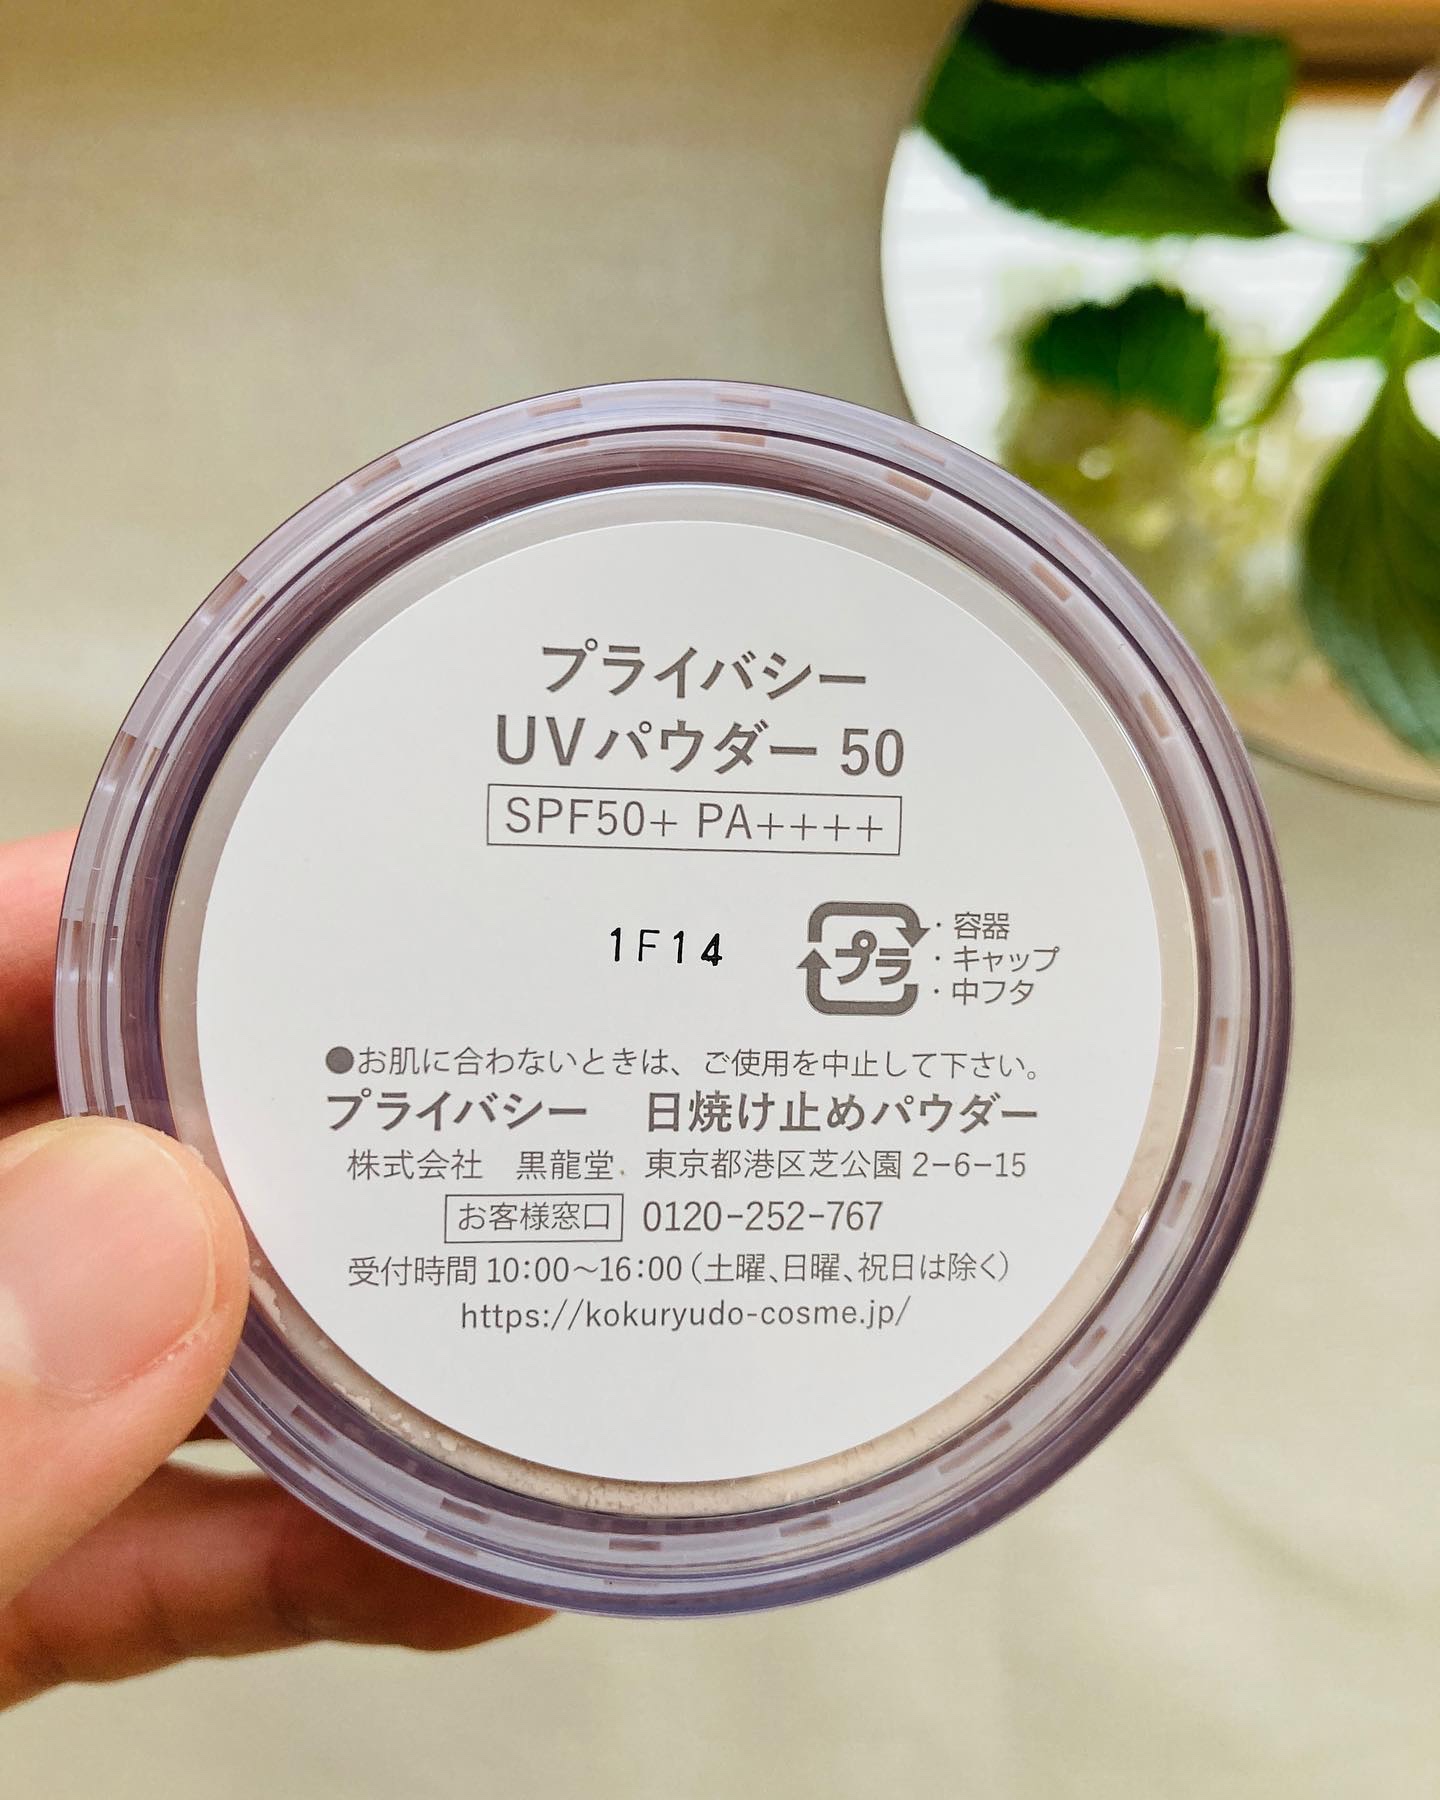 プライバシー
UVパウダー 50
SPF50+ PA++++
1F14
プラ
・容器
・キャップ
・中フタ
●お肌に合わないときは、ご使用を中止して下さい。
プライバシー　日焼け止めパウダー
株式会社　黒龍堂　東京都港区芝公園 2-6-15
お客様窓口 0120-252-767
受付時間 10:00〜16:00（土曜、日曜、祝日は除く）
https://kokuryudo-cosme.jp/